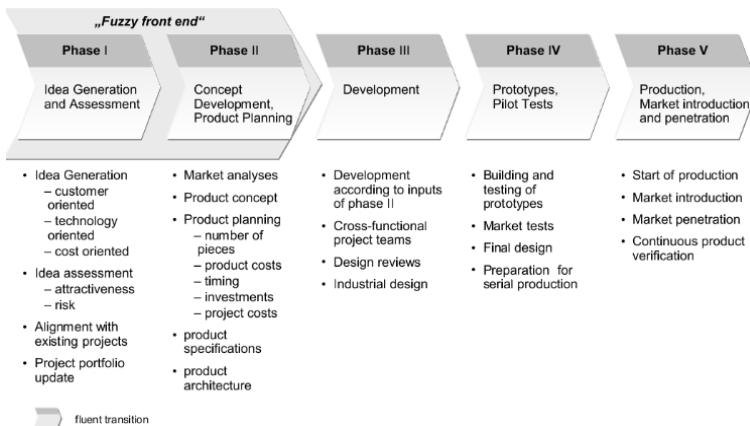 „Fuzzy front end“
Phase I
Idea Generation
and Assessment
• Idea Generation
– customer
oriented
– technology
oriented
– cost oriented
• Idea assessment
– attractiveness
– risk
• Alignment with
existing projects
• Project portfolio
update
Phase II
Concept
Development,
Product Planning
• Market analyses
• Product concept
• Product planning
– number of
pieces
– product costs
– timing
– investments
– project costs
• product
specifications
• product
architecture
Phase III
Development
• Development
according to inputs
of phase II
• Cross-functional
project teams
• Design reviews
• Industrial design
Phase IV
Prototypes,
Pilot Tests
• Building and
testing of
prototypes
• Market tests
• Final design
• Preparation for
serial production
Phase V
Production,
Market introduction
and penetration
• Start of production
• Market introduction
• Market penetration
• Continuous product
verification
fluent transition